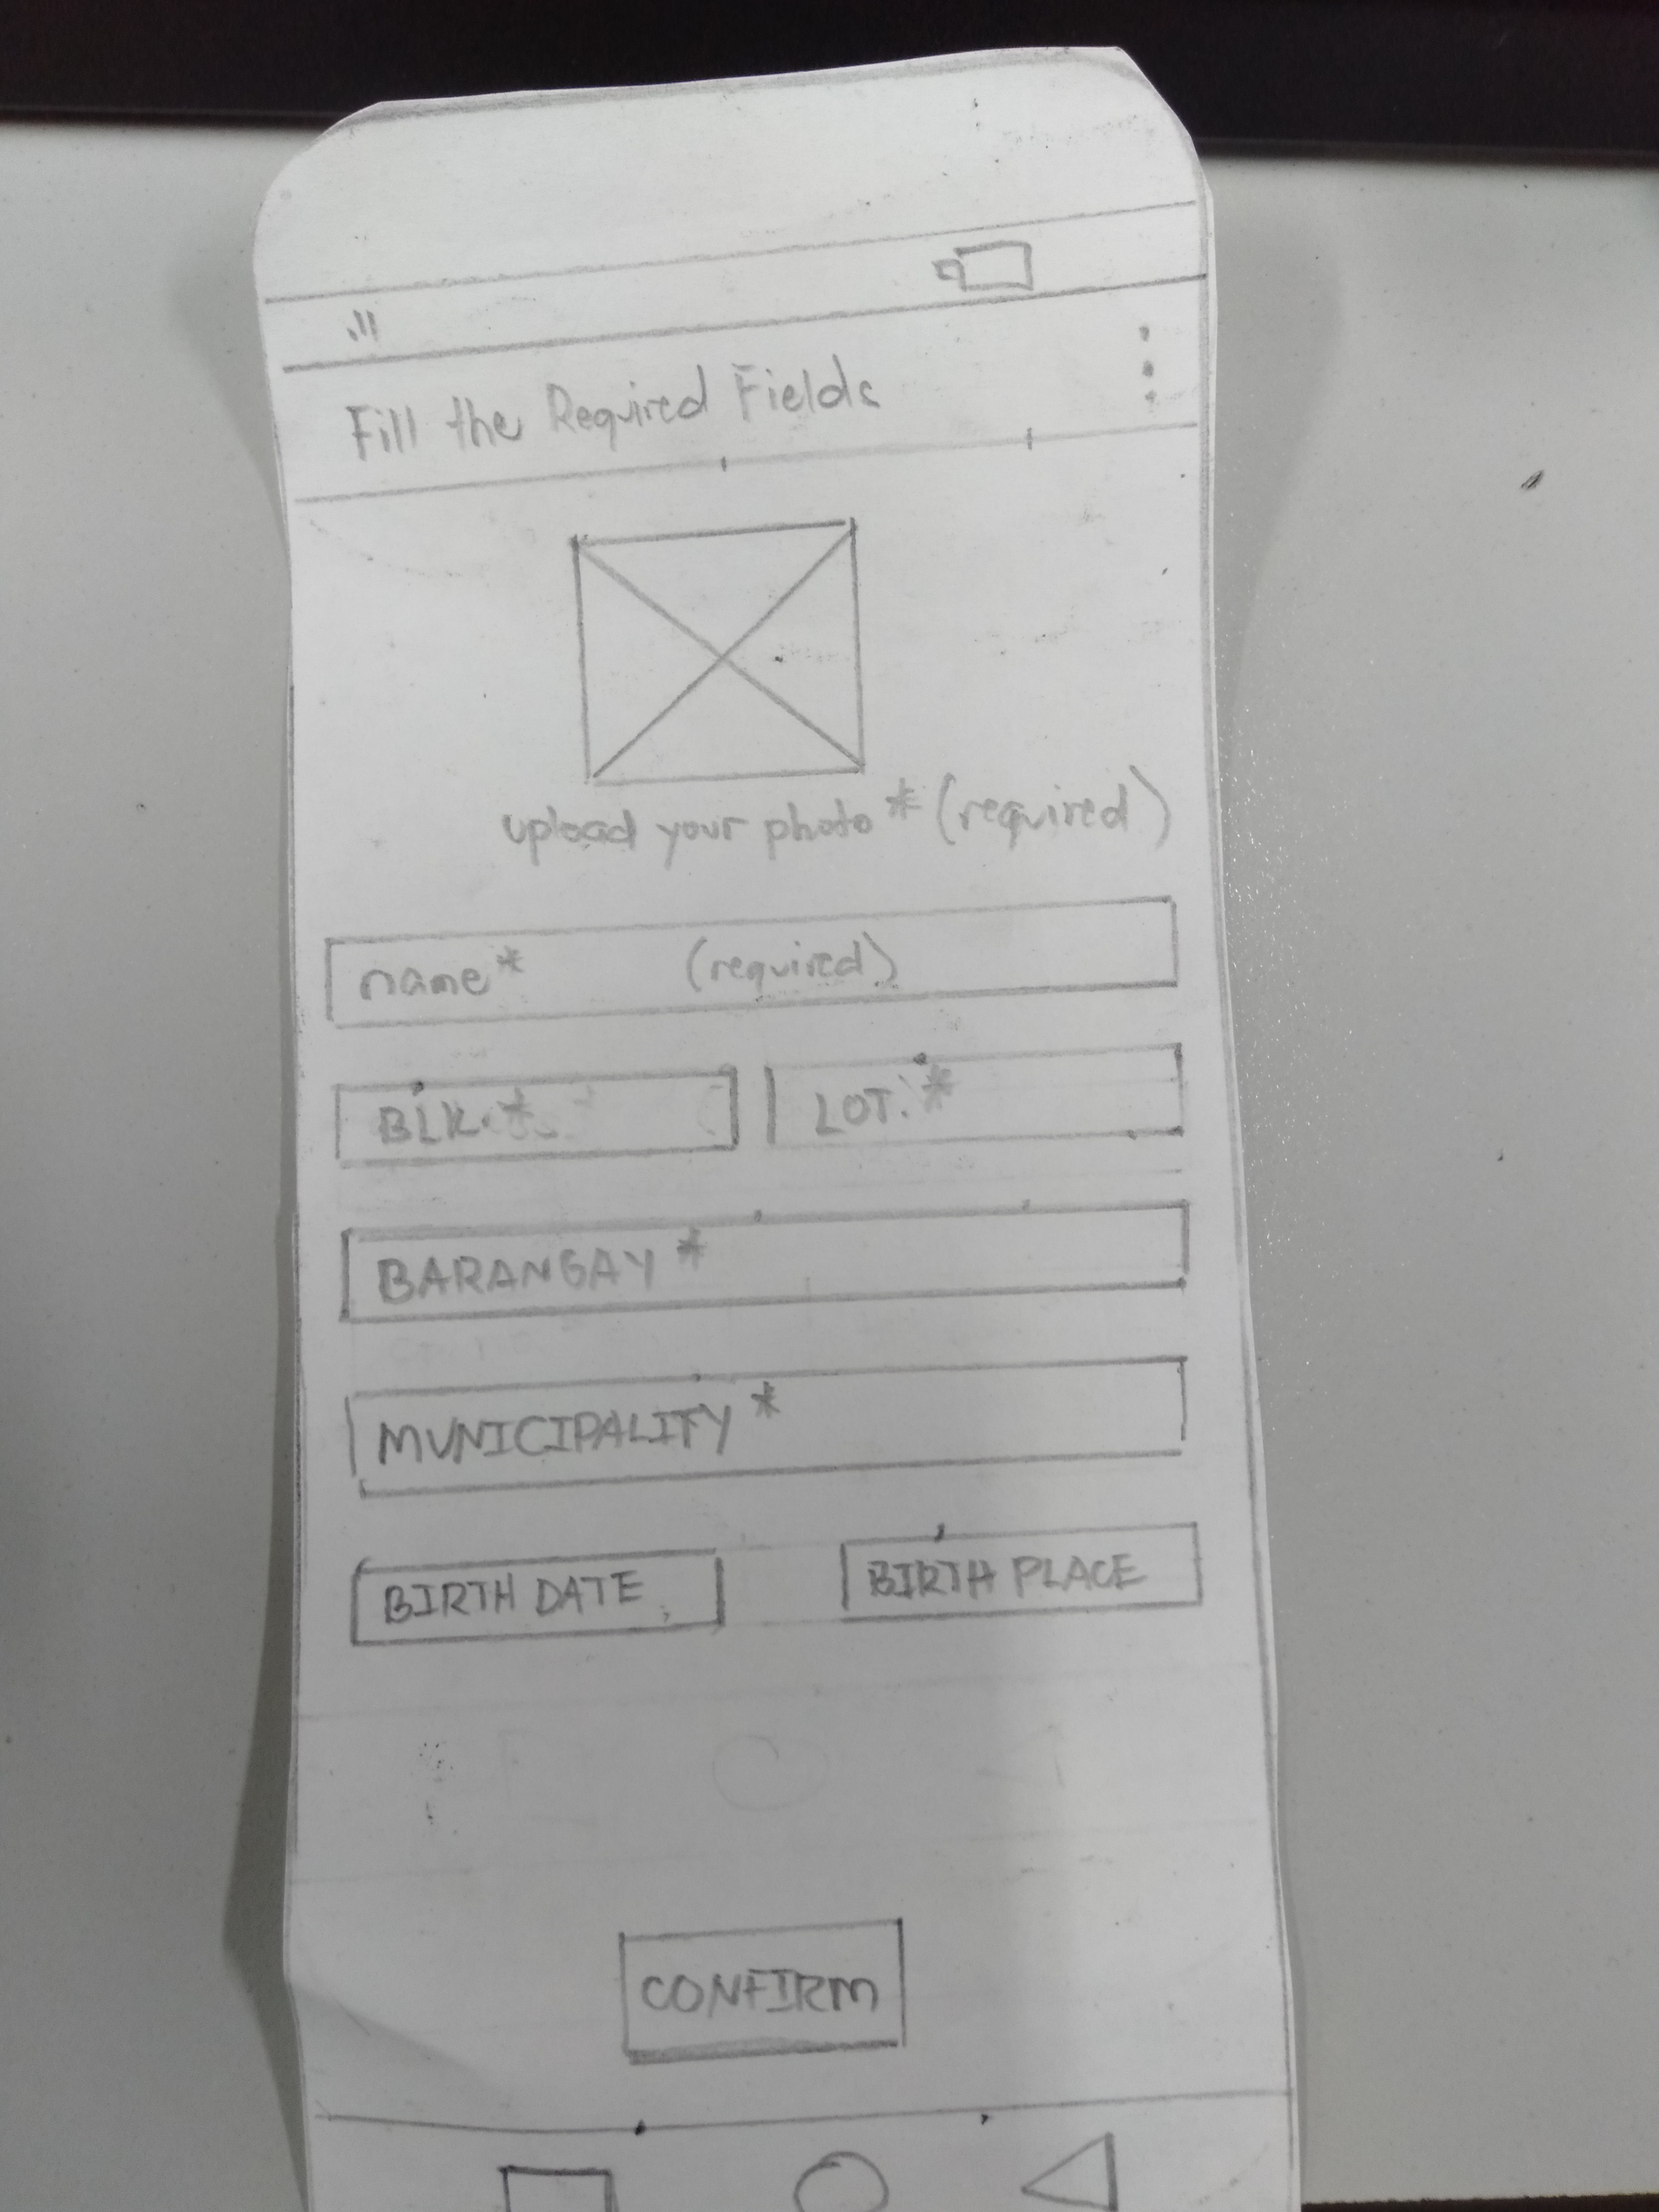 Fill the Required Fields
upload your photo* (required)
name* (required)
BLK.* LOT.*
BARANGAY*
MUNICIPALITY*
BIRTH DATE BIRTH PLACE
CONFIRM